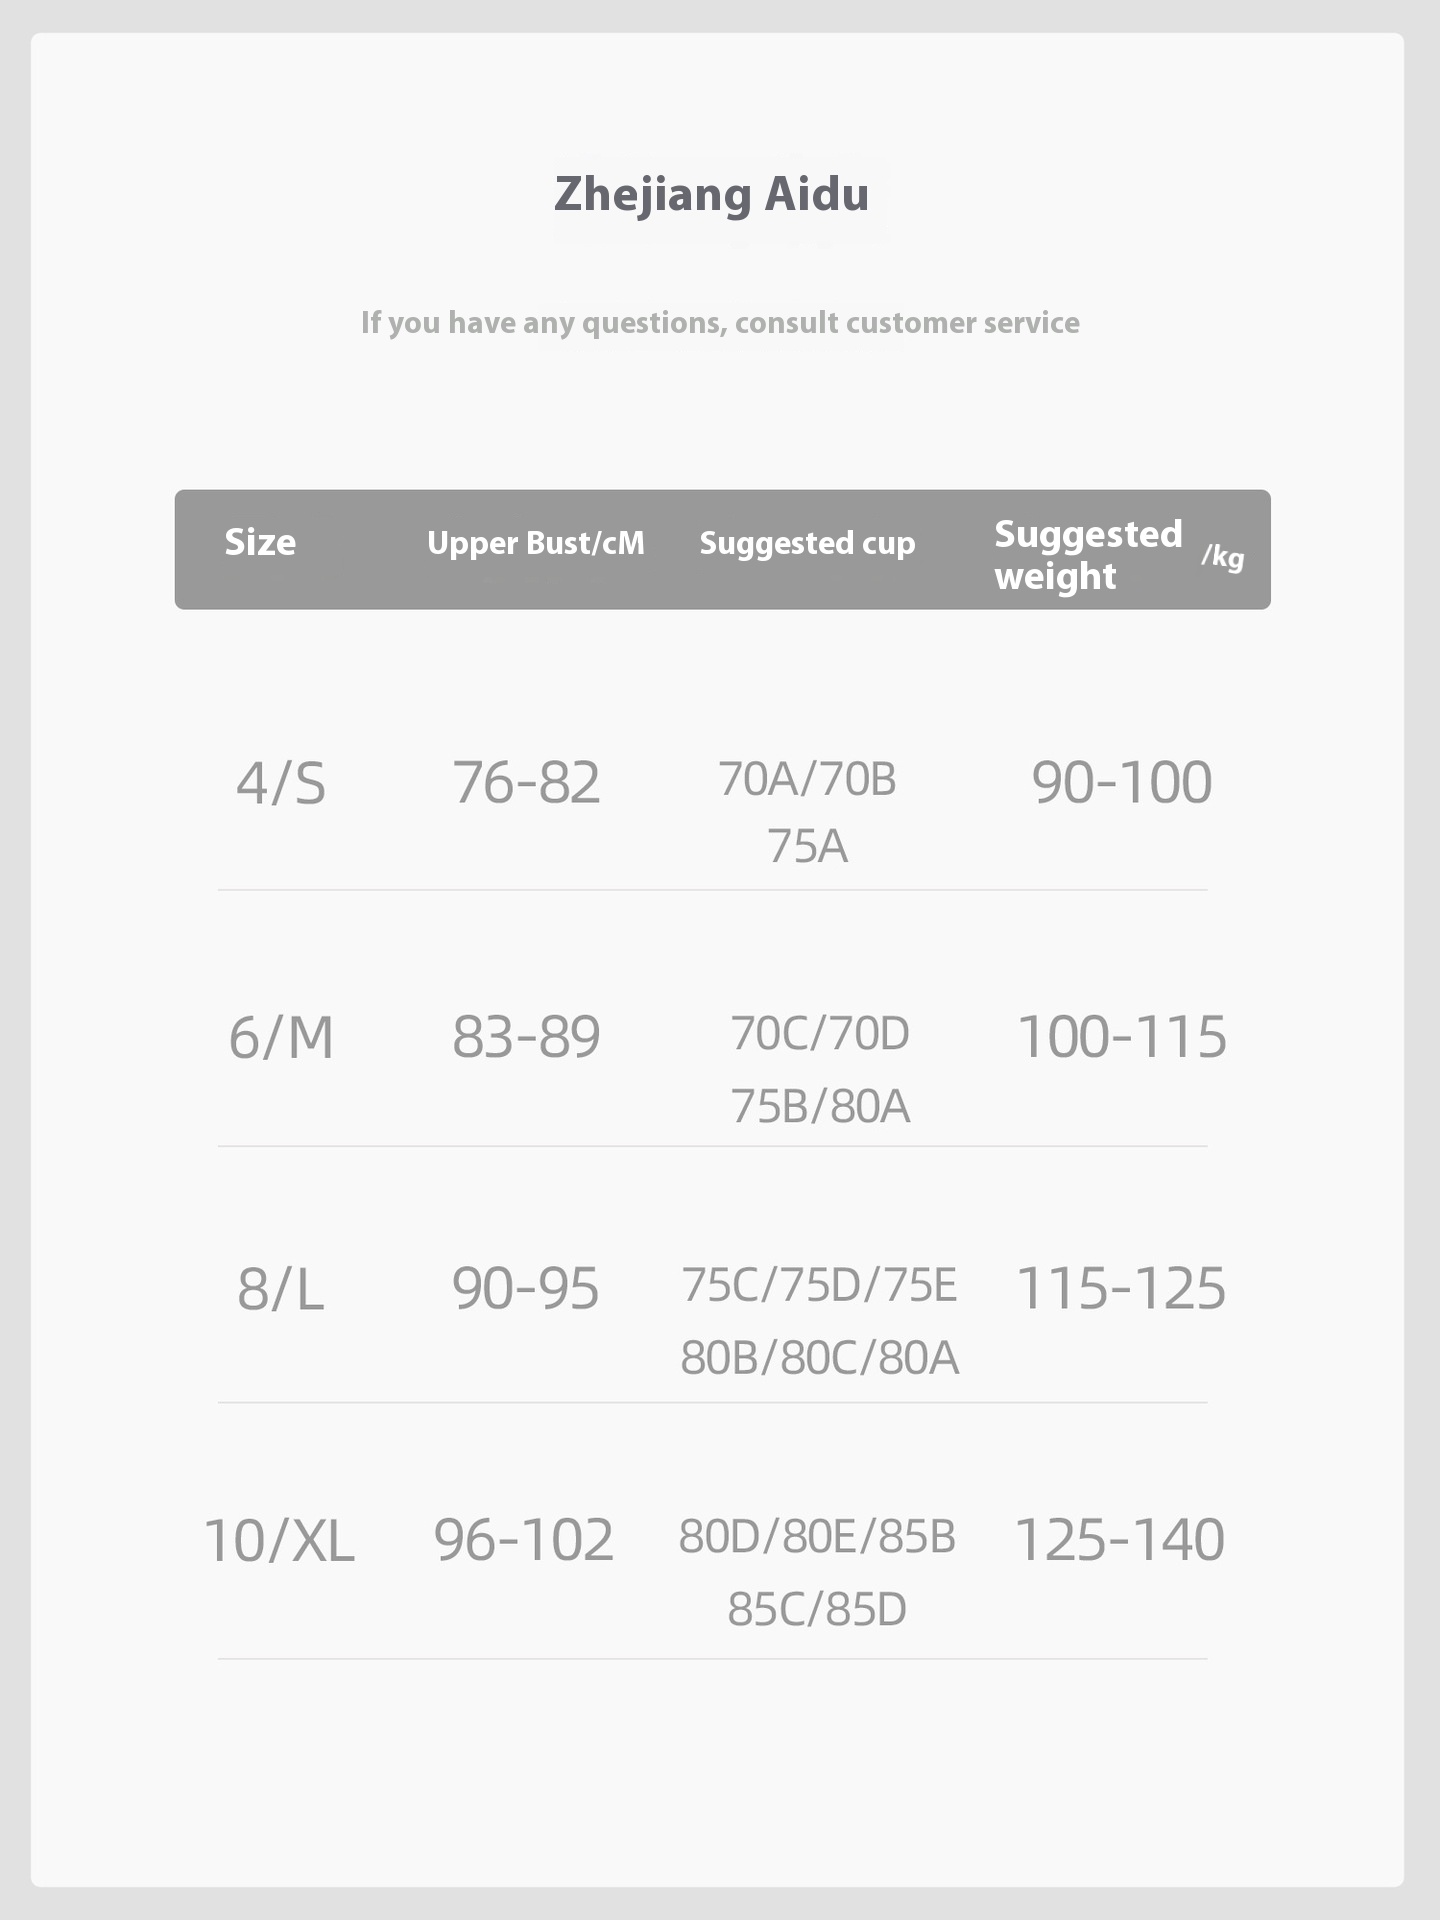 Zhejiang Aidu
If you have any questions, consult customer service
Size Upper Bust/cM Suggested cup Suggested weight /kg
4/S 76-82 70A/70B 90-100
75A
6/M 83-89 70C/70D 100-115
75B/80A
8/L 90-95 75C/75D/75E 115-125
80B/80C/80A
10/XL 96-102 80D/80E/85B 125-140
85C/85D